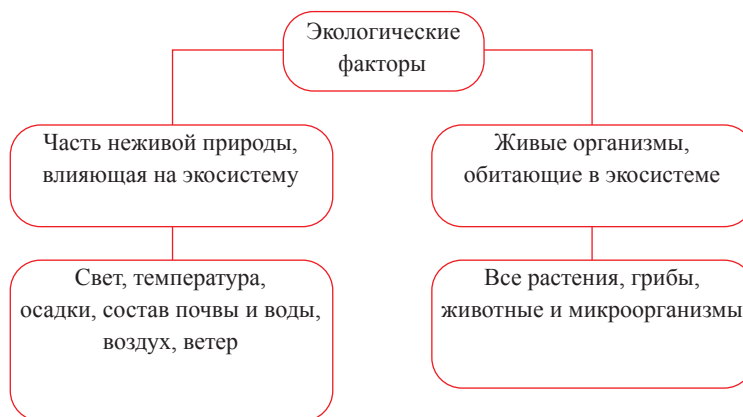 Экологические
факторы
Часть неживой природы,
влияющая на экосистему
Живые организмы,
обитающие в экосистеме
Свет, температура,
осадки, состав почвы и воды,
воздух, ветер
Все растения, грибы,
животные и микроорганизмы